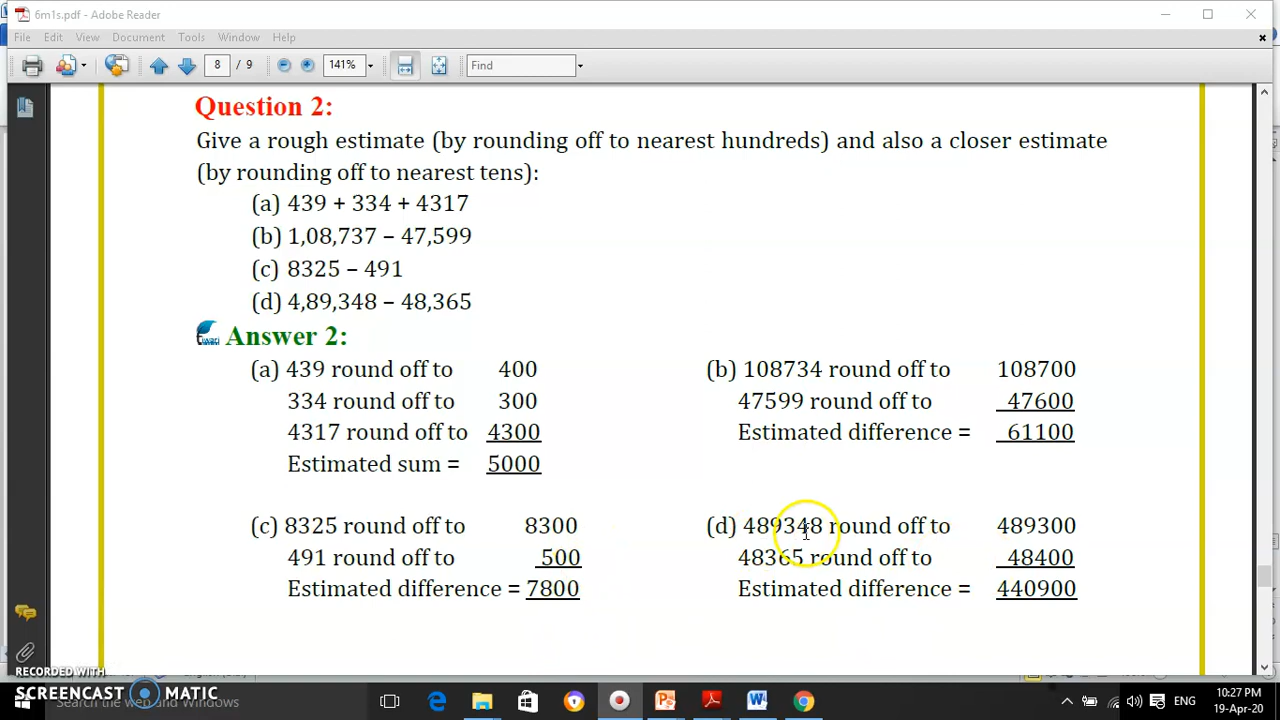 6m1s.pdf - Adobe Reader
File Edit View Document Tools Window Help
8 / 9 141% Find
Question 2:
Give a rough estimate (by rounding off to nearest hundreds) and also a closer estimate
(by rounding off to nearest tens):
(a) 439 + 334 + 4317
(b) 1,08,737 – 47,599
(c) 8325 – 491
(d) 4,89,348 – 48,365
Answer 2:
(a) 439 round off to 400
334 round off to 300
4317 round off to 4300
Estimated sum = 5000
(b) 108734 round off to 108700
47599 round off to 47600
Estimated difference = 61100
(c) 8325 round off to 8300
491 round off to 500
Estimated difference = 7800
(d) 489348 round off to 489300
48365 round off to 48400
Estimated difference = 440900
RECORDED WITH
SCREENCAST MATIC
Search the web and Windows
ENG
10:27 PM
19-Apr-20